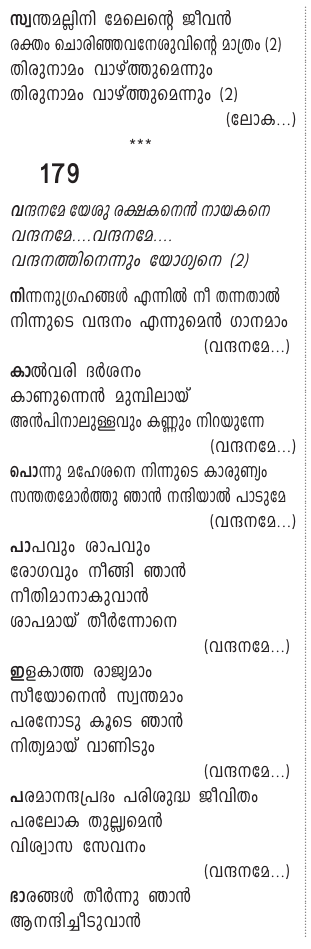 സ്വന്തമല്ലിനി മേലെന്റെ ജീവൻ
രക്തം ചൊരിഞ്ഞവനേശുവിന്റെ മാത്രം (2)
തിരുനാമം വാഴ്ത്തുമെന്നും
തിരുനാമം വാഴ്ത്തുമെന്നും (2)
(ലോക...)
***
179
വന്ദനമേ യേശു രക്ഷകനെൻ നായകനെ
വന്ദനമേ....വന്ദനമേ....
വന്ദനത്തിനെന്നും യോഗ്യനെ (2)
നിന്നനുഗ്രഹങ്ങൾ എന്നിൽ നീ തന്നതാൽ
നിന്നുടെ വന്ദനം എന്നുമെൻ ഗാനമാം
(വന്ദനമേ...)
കാൽവരി ദർശനം
കാണുന്നെൻ മുമ്പിലായ്
അൻപിനാലുള്ളവും കണ്ണും നിറയുന്നേ
(വന്ദനമേ...)
പൊന്നു മഹേശനെ നിന്നുടെ കാരുണ്യം
സന്തതമോർത്തു ഞാൻ നന്ദിയാൽ പാടുമേ
(വന്ദനമേ...)
പാപവും ശാപവും
രോഗവും നീങ്ങി ഞാൻ
നീതിമാനാകുവാൻ
ശാപമായ് തീർന്നോനെ
(വന്ദനമേ...)
ഇളകാത്ത രാജ്യമാം
സീയോനെൻ സ്വന്തമാം
പരനോടു കൂടെ ഞാൻ
നിത്യമായ് വാണിടും
(വന്ദനമേ...)
പരമാനന്ദപ്രദം പരിശുദ്ധ ജീവിതം
പരലോക തുല്ല്യമെൻ
വിശ്വാസ സേവനം
(വന്ദനമേ...)
ഭാരങ്ങൾ തീർന്നു ഞാൻ
ആനന്ദിച്ചീടുവാൻ